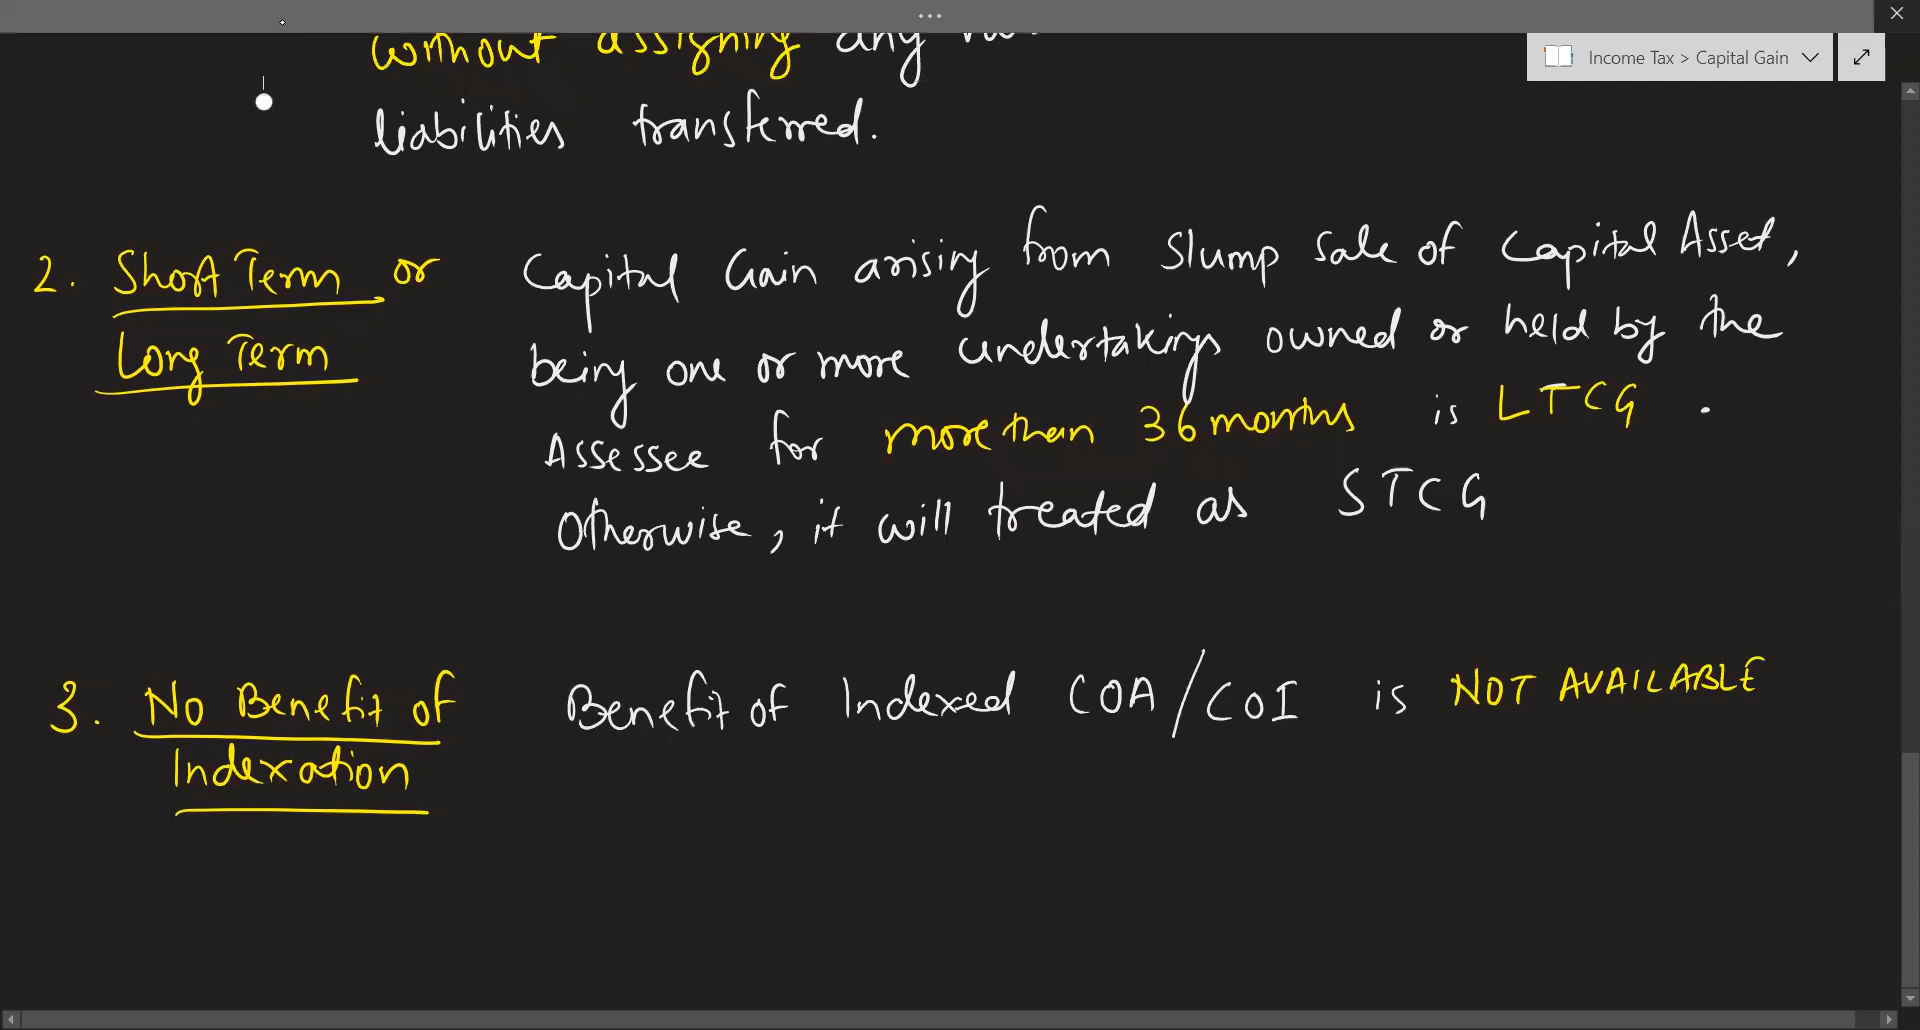 Income Tax > Capital Gain
without assigning any
liabilities transferred.
2. Short Term or
Long Term
Capital Gain arising from Slump Sale of Capital Asset,
being one or more undertakings owned or held by the
Assessee for more than 36 months is LTCG .
Otherwise, it will treated as STCG
3. No Benefit of
Indexation
Benefit of Indexed COA/COI is NOT AVAILABLE